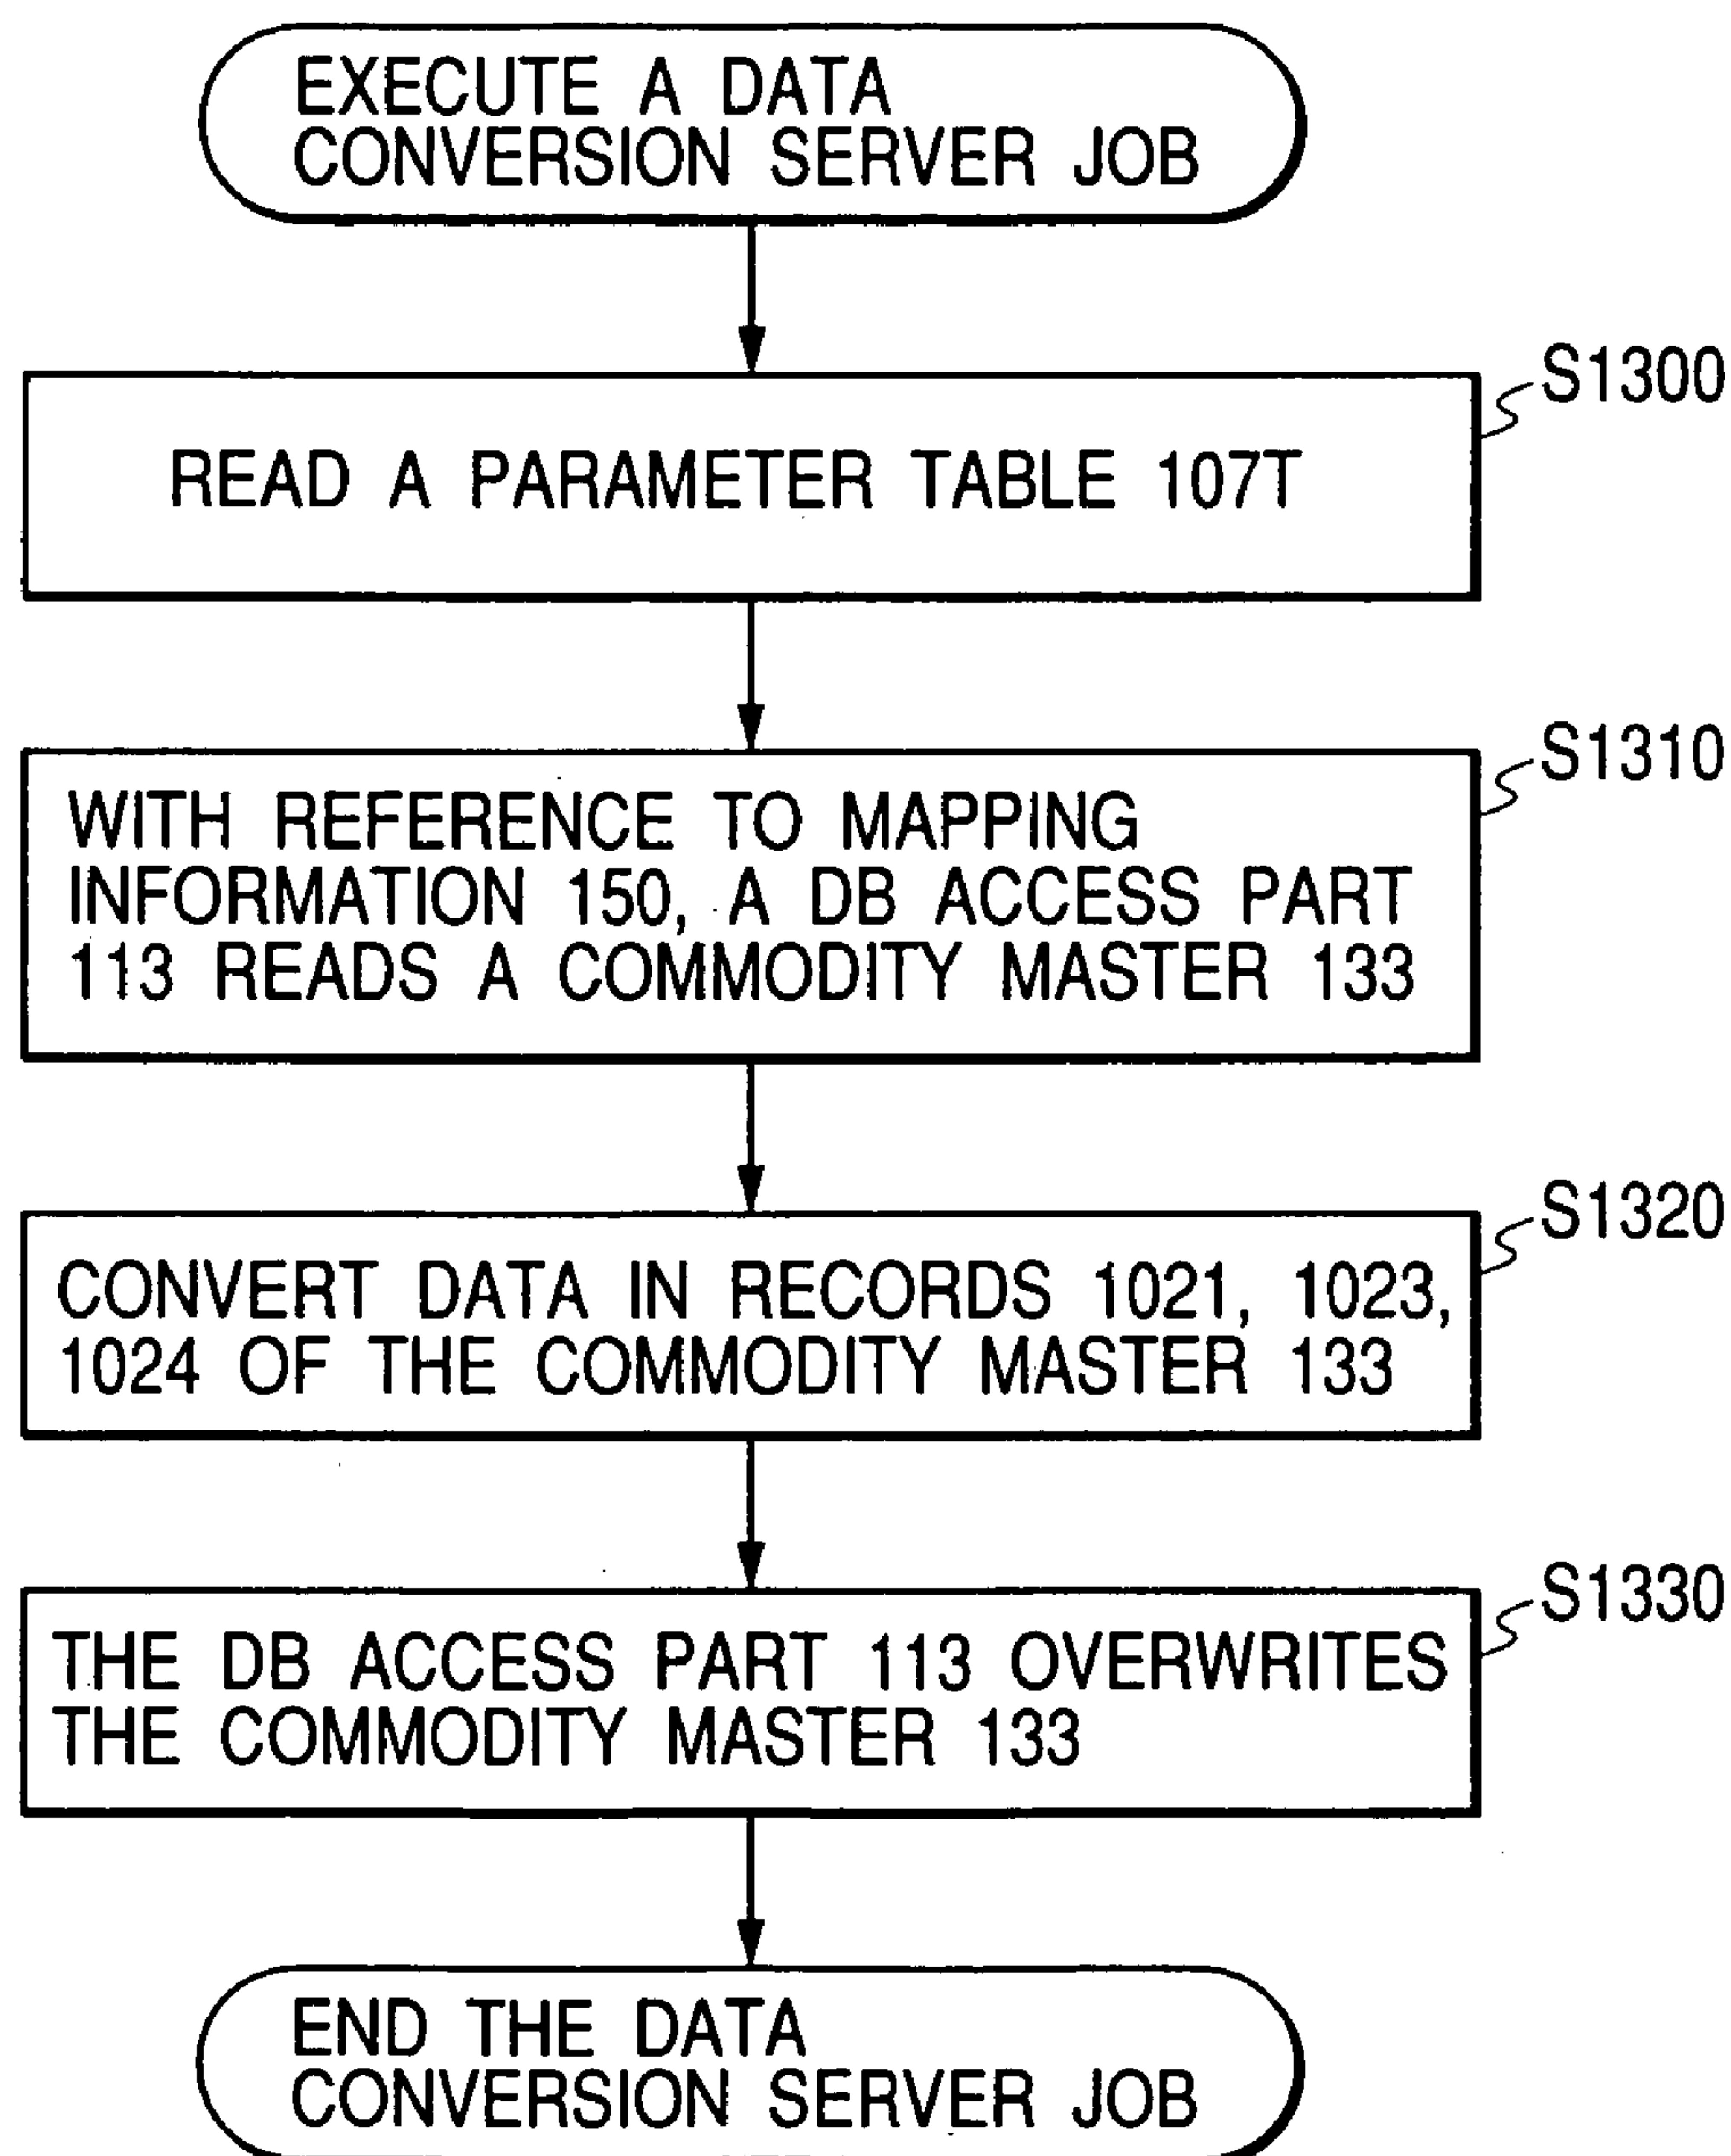 EXECUTE A DATA
CONVERSION SERVER JOB
S1300
READ A PARAMETER TABLE 107T
S1310
WITH REFERENCE TO MAPPING
INFORMATION 150, A DB ACCESS PART
113 READS A COMMODITY MASTER 133
S1320
CONVERT DATA IN RECORDS 1021, 1023,
1024 OF THE COMMODITY MASTER 133
S1330
THE DB ACCESS PART 113 OVERWRITES
THE COMMODITY MASTER 133
END THE DATA
CONVERSION SERVER JOB